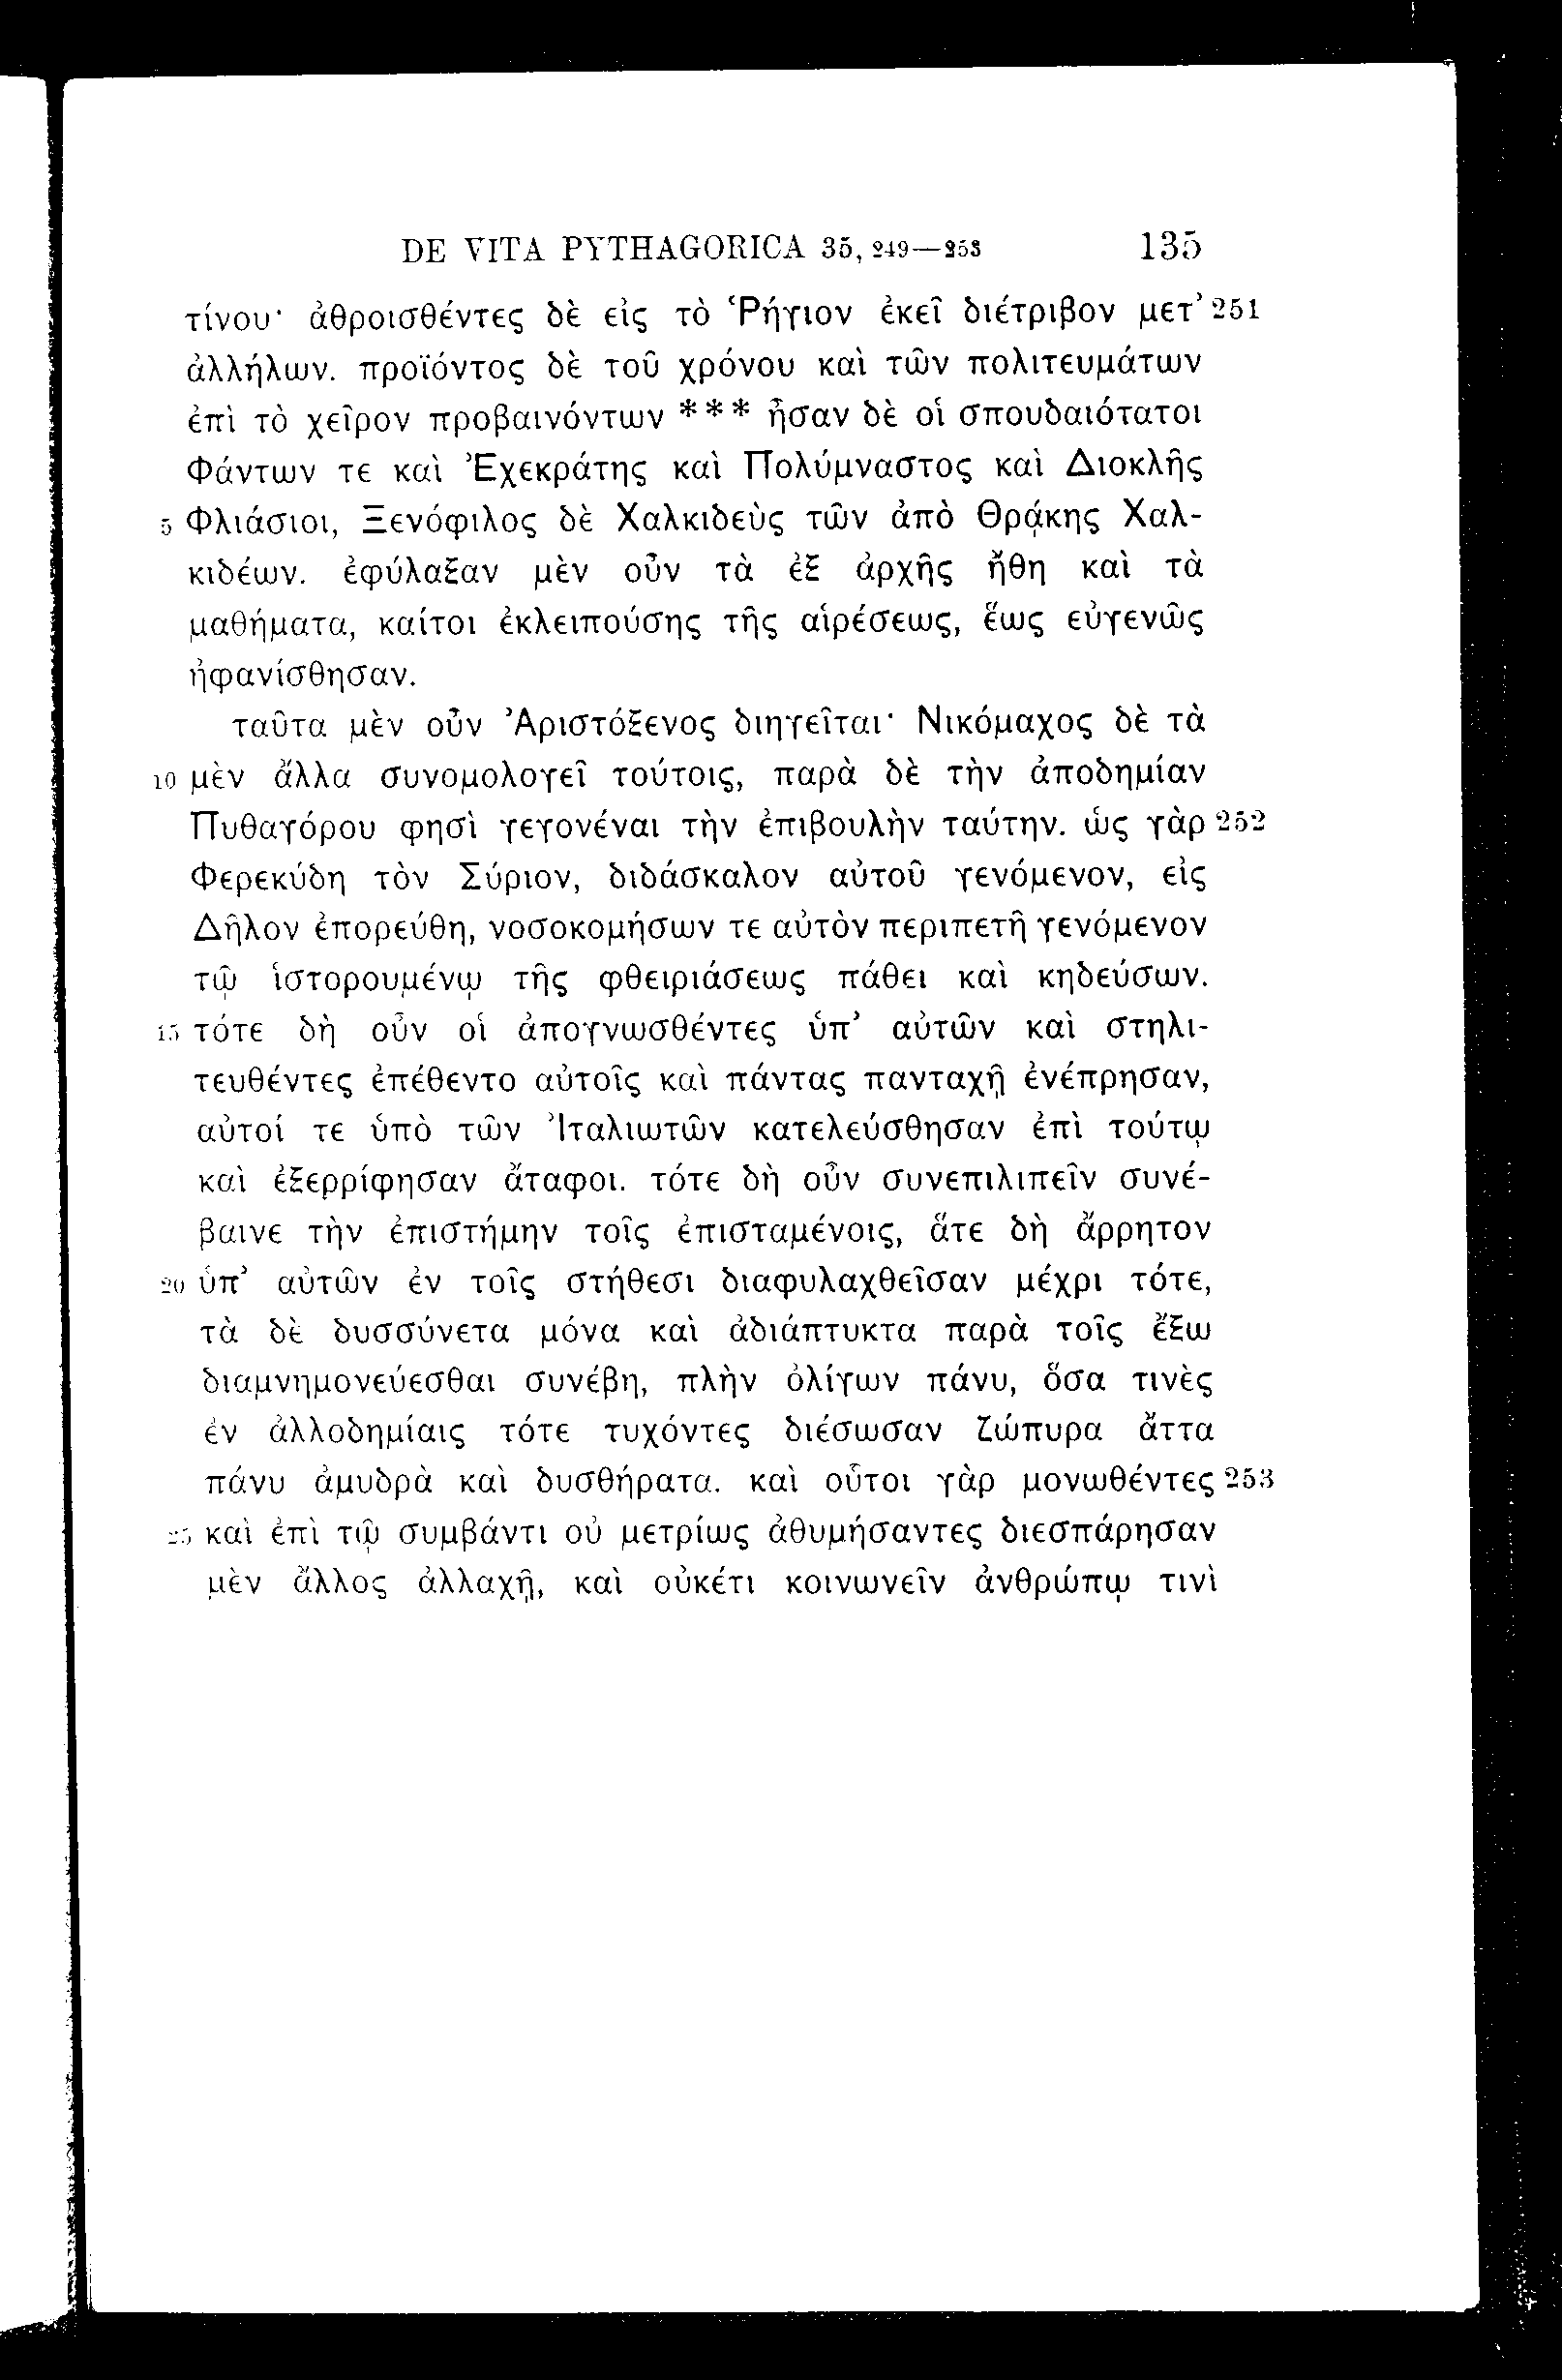 DE VITA PYTHAGORICA 35, 249—253 135
τίνου· ἀθροισθέντες δὲ εἰς τὸ Ῥήγιον ἐκεῖ διέτριβον μετ’ 251
ἀλλήλων. προϊόντος δὲ τοῦ χρόνου καὶ τῶν πολιτευμάτων
ἐπὶ τὸ χεῖρον προβαινόντων *** ἦσαν δὲ οἱ σπουδαιότατοι
Φάντων τε καὶ Ἐχεκράτης καὶ Πολύμναστος καὶ Διοκλῆς
5 Φλιάσιοι, Ξενόφιλος δὲ Χαλκιδεὺς τῶν ἀπὸ Θρᾴκης Χαλ-
κιδέων. ἐφύλαξαν μὲν οὖν τὰ ἐξ ἀρχῆς ἤθη καὶ τὰ
μαθήματα, καίτοι ἐκλειπούσης τῆς αἱρέσεως, ἕως εὐγενῶς
ἠφανίσθησαν.
ταῦτα μὲν οὖν Ἀριστόξενος διηγεῖται· Νικόμαχος δὲ τὰ
10 μὲν ἄλλα συνομολογεῖ τούτοις, παρὰ δὲ τὴν ἀποδημίαν
Πυθαγόρου φησὶ γεγονέναι τὴν ἐπιβουλὴν ταύτην. ὡς γὰρ 252
Φερεκύδη τὸν Σύριον, διδάσκαλον αὐτοῦ γενόμενον, εἰς
Δῆλον ἐπορεύθη, νοσοκομήσων τε αὐτὸν περιπετῆ γενόμενον
τῷ ἱστορουμένῳ τῆς φθειριάσεως πάθει καὶ κηδεύσων.
15 τότε δὴ οὖν οἱ ἀπογνωσθέντες ὑπ’ αὐτῶν καὶ στηλι-
τευθέντες ἐπέθεντο αὐτοῖς καὶ πάντας πανταχῇ ἐνέπρησαν,
αὐτοί τε ὑπὸ τῶν Ἰταλιωτῶν κατελεύσθησαν ἐπὶ τούτῳ
καὶ ἐξερρίφησαν ἄταφοι. τότε δὴ οὖν συνεπιλιπεῖν συνέ-
βαινε τὴν ἐπιστήμην τοῖς ἐπισταμένοις, ἅτε δὴ ἄρρητον
20 ὑπ’ αὐτῶν ἐν τοῖς στήθεσι διαφυλαχθεῖσαν μέχρι τότε,
τὰ δὲ δυσσύνετα μόνα καὶ ἀδιάπτυκτα παρὰ τοῖς ἔξω
διαμνημονεύεσθαι συνέβη, πλὴν ὀλίγων πάνυ, ὅσα τινὲς
ἐν ἀλλοδημίαις τότε τυχόντες διέσωσαν ζώπυρα ἄττα
πάνυ ἀμυδρὰ καὶ δυσθήρατα. καὶ οὗτοι γὰρ μονωθέντες 253
25 καὶ ἐπὶ τῷ συμβάντι οὐ μετρίως ἀθυμήσαντες διεσπάρησαν
μὲν ἄλλος ἀλλαχῇ, καὶ οὐκέτι κοινωνεῖν ἀνθρώπῳ τινὶ